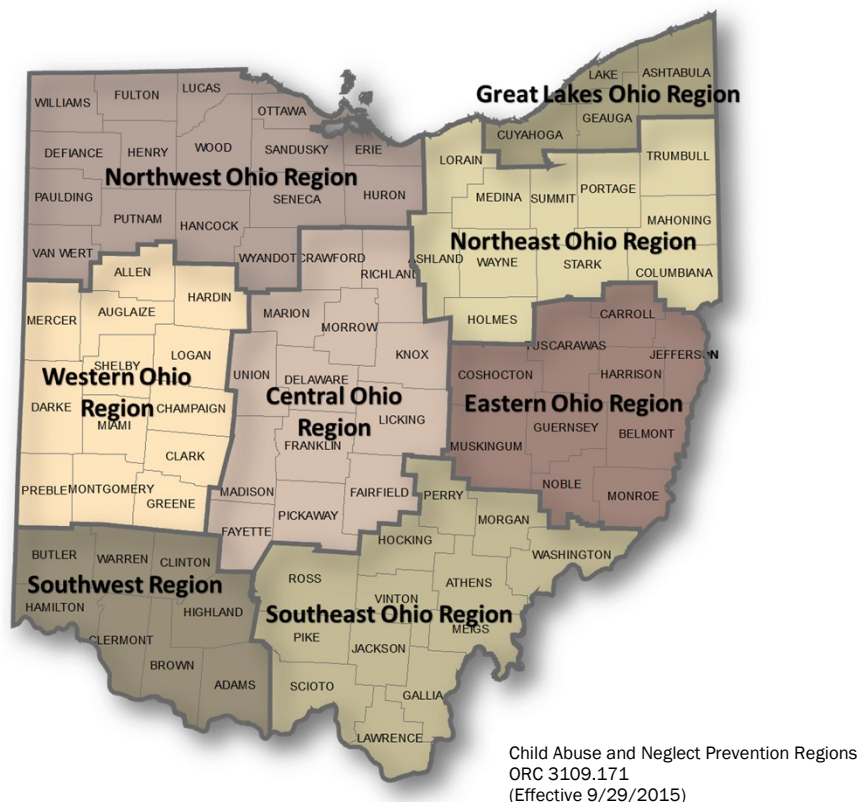 LAKE
ASHTABULA
Great Lakes Ohio Region
GEAUGA
CUYAHOGA
WILLIAMS
FULTON
LUCAS
OTTAWA
DEFIANCE
HENRY
WOOD
SANDUSKY
ERIE
Northwest Ohio Region
PAULDING
SENECA
HURON
PUTNAM
HANCOCK
VAN WERT
WYANDOT
LORAIN
TRUMBULL
MEDINA
SUMMIT
PORTAGE
MAHONING
Northeast Ohio Region
ASHLAND
WAYNE
STARK
COLUMBIANA
HOLMES
ALLEN
HARDIN
MERCER
AUGLAIZE
LOGAN
SHELBY
Western Ohio
Region
DARKE
CHAMPAIGN
MIAMI
CLARK
PREBLE
MONTGOMERY
GREENE
CRAWFORD
RICHLAND
MARION
MORROW
KNOX
UNION
DELAWARE
Central Ohio
Region
LICKING
FRANKLIN
MADISON
FAIRFIELD
PICKAWAY
FAYETTE
CARROLL
TUSCARAWAS
JEFFERSON
COSHOCTON
HARRISON
Eastern Ohio Region
GUERNSEY
BELMONT
MUSKINGUM
NOBLE
MONROE
BUTLER
WARREN
CLINTON
Southwest Region
HAMILTON
HIGHLAND
CLERMONT
BROWN
ADAMS
PERRY
MORGAN
HOCKING
WASHINGTON
ROSS
ATHENS
VINTON
Southeast Ohio Region
MEIGS
PIKE
JACKSON
SCIOTO
GALLIA
LAWRENCE
Child Abuse and Neglect Prevention Regions
ORC 3109.171
(Effective 9/29/2015)